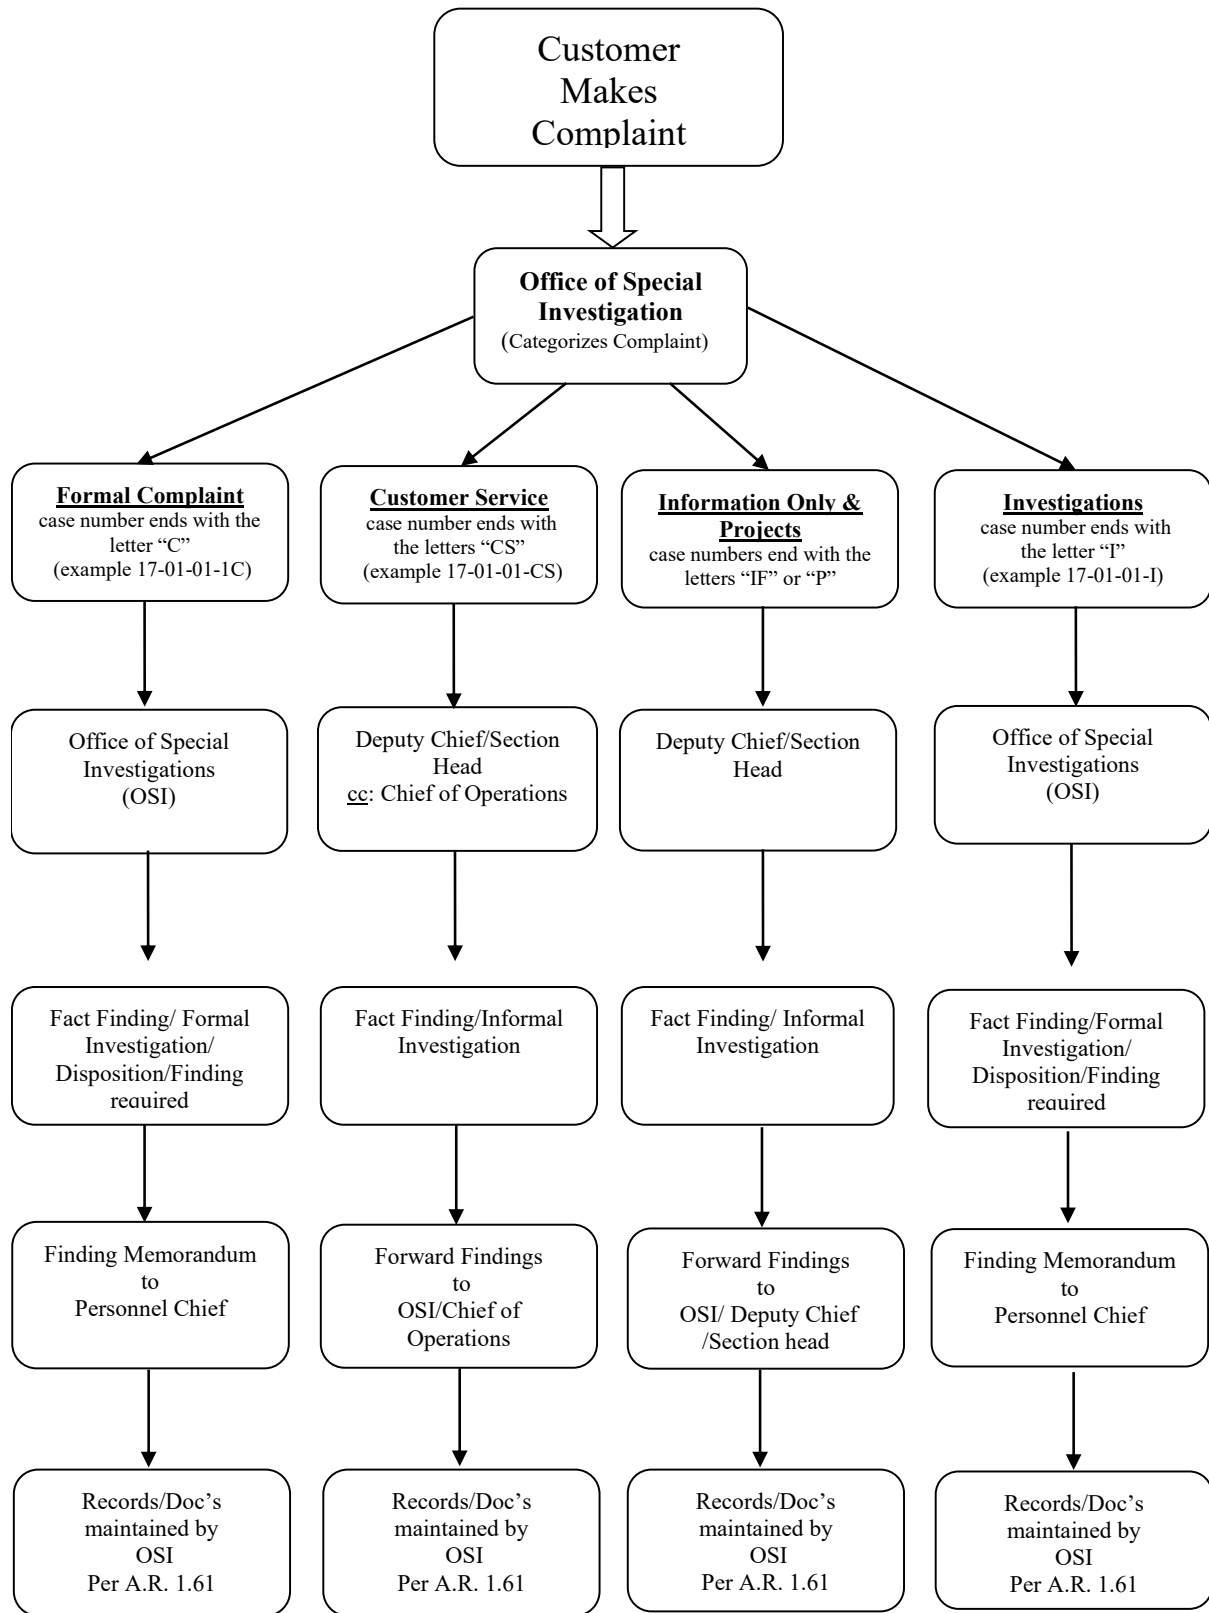 Customer
Makes
Complaint
Office of Special
Investigation
(Categorizes Complaint)
Formal Complaint
case number ends with the
letter “C”
(example 17-01-01-1C)
Customer Service
case number ends with
the letters “CS”
(example 17-01-01-CS)
Information Only &
Projects
case numbers end with the
letters “IF” or “P”
Investigations
case number ends with
the letter “I”
(example 17-01-01-I)
Office of Special
Investigations
(OSI)
Deputy Chief/Section
Head
cc: Chief of Operations
Deputy Chief/Section
Head
Office of Special
Investigations
(OSI)
Fact Finding/ Formal
Investigation/
Disposition/Finding
required
Fact Finding/Informal
Investigation
Fact Finding/ Informal
Investigation
Fact Finding/Formal
Investigation/
Disposition/Finding
required
Finding Memorandum
to
Personnel Chief
Forward Findings
to
OSI/Chief of
Operations
Forward Findings
to
OSI/ Deputy Chief
/Section head
Finding Memorandum
to
Personnel Chief
Records/Doc’s
maintained by
OSI
Per A.R. 1.61
Records/Doc’s
maintained by
OSI
Per A.R. 1.61
Records/Doc’s
maintained by
OSI
Per A.R. 1.61
Records/Doc’s
maintained by
OSI
Per A.R. 1.61